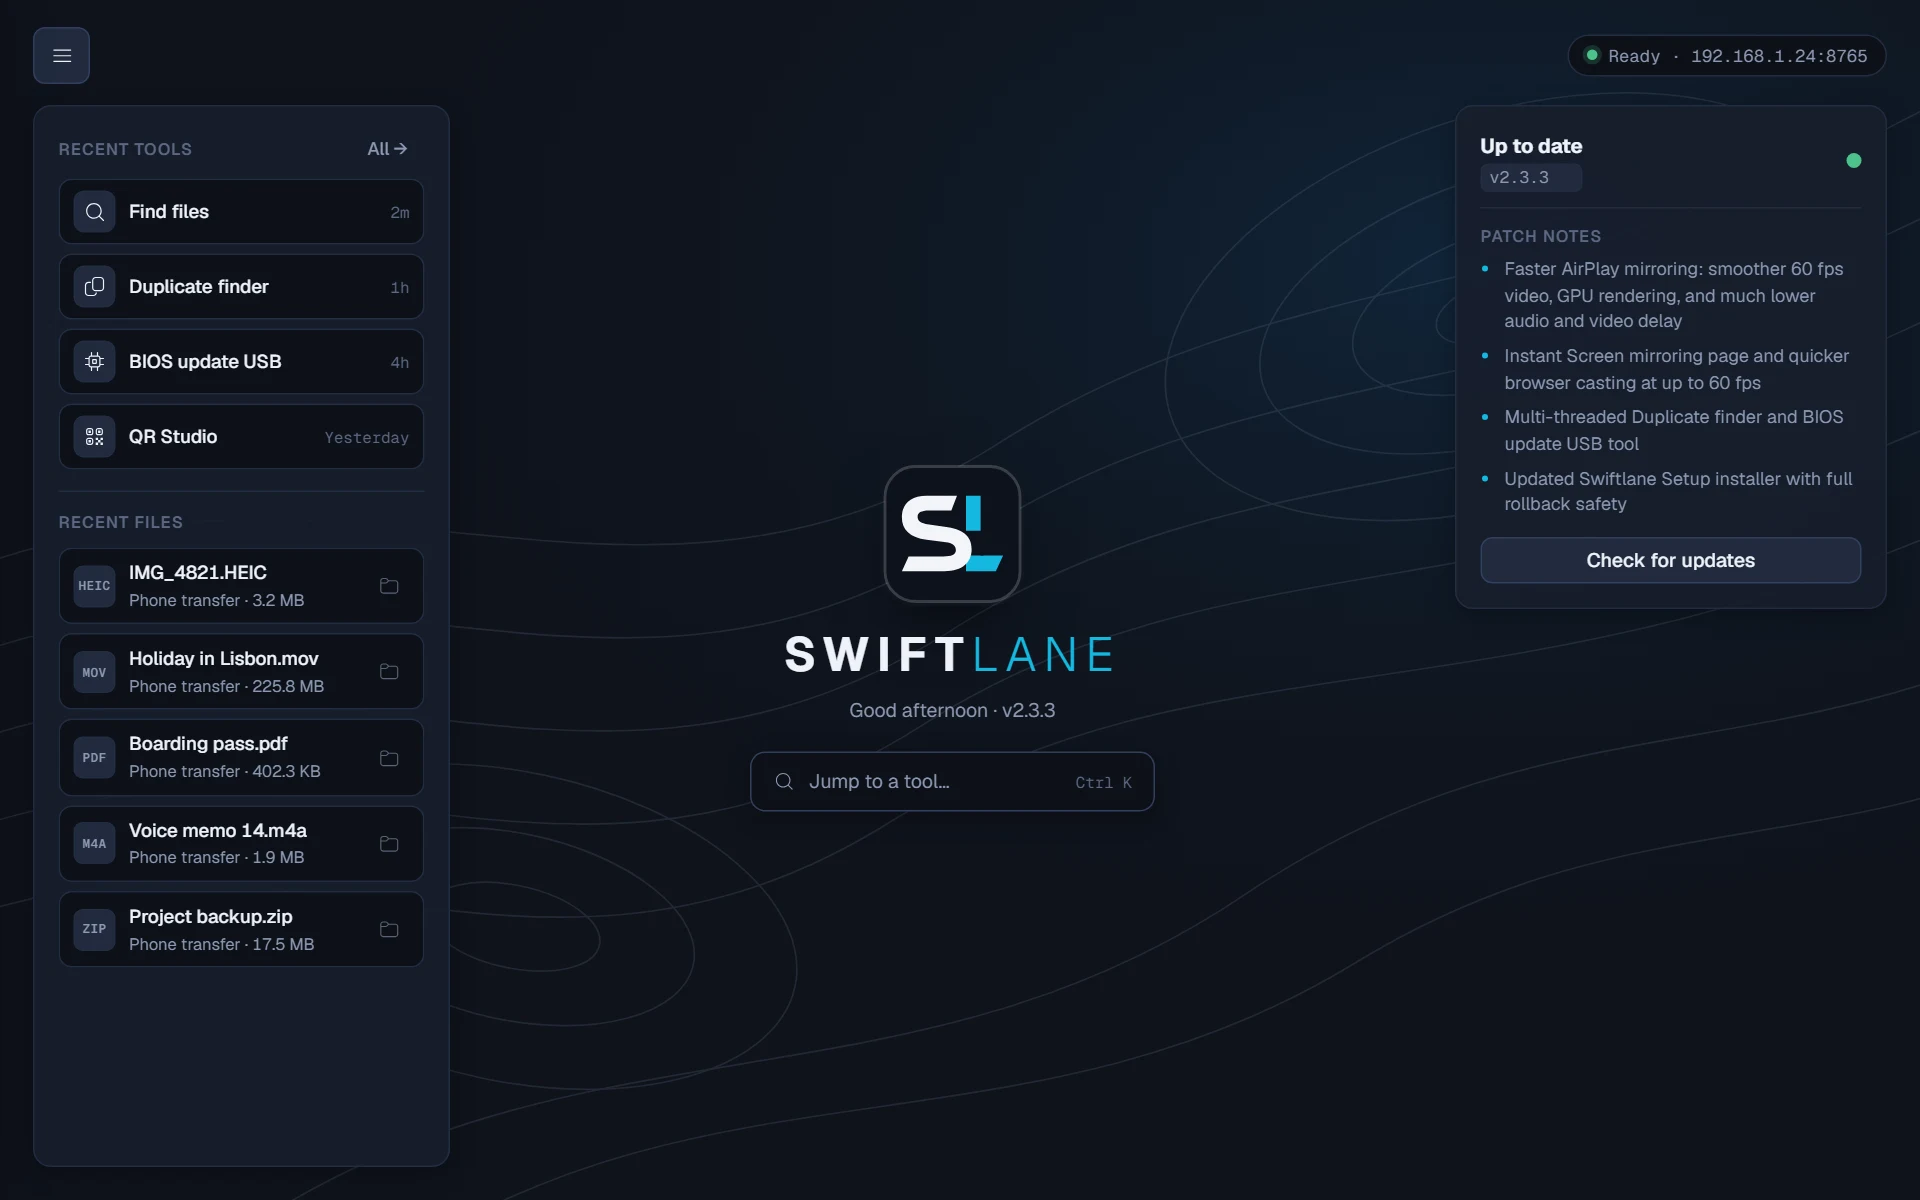 Ready · 192.168.1.24:8765
RECENT TOOLS
All →
Find files
2m
Duplicate finder
1h
BIOS update USB
4h
QR Studio
Yesterday
RECENT FILES
HEIC
IMG_4821.HEIC
Phone transfer · 3.2 MB
MOV
Holiday in Lisbon.mov
Phone transfer · 225.8 MB
PDF
Boarding pass.pdf
Phone transfer · 402.3 KB
M4A
Voice memo 14.m4a
Phone transfer · 1.9 MB
ZIP
Project backup.zip
Phone transfer · 17.5 MB
SL
SWIFTLANE
Good afternoon · v2.3.3
Jump to a tool...
Ctrl K
Up to date
v2.3.3
PATCH NOTES
Faster AirPlay mirroring: smoother 60 fps
video, GPU rendering, and much lower
audio and video delay
Instant Screen mirroring page and quicker
browser casting at up to 60 fps
Multi-threaded Duplicate finder and BIOS
update USB tool
Updated Swiftlane Setup installer with full
rollback safety
Check for updates